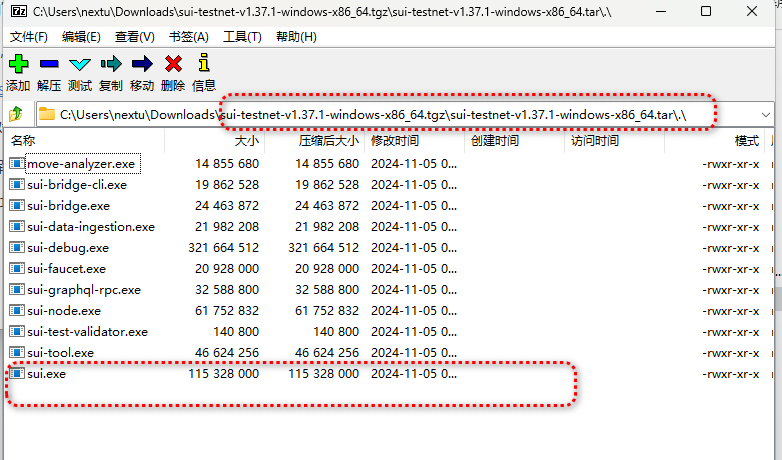 C:\Users\nextu\Downloads\sui-testnet-v1.37.1-windows-x86_64.tgz\sui-testnet-v1.37.1-windows-x86_64.tar\.\
文件(F) 编辑(E) 查看(V) 书签(A) 工具(T) 帮助(H)
添加 解压 测试 复制 移动 删除 信息
C:\Users\nextu\Downloads\sui-testnet-v1.37.1-windows-x86_64.tgz\sui-testnet-v1.37.1-windows-x86_64.tar\.\
名称 大小 压缩后大小 修改时间 创建时间 访问时间 模式
move-analyzer.exe 14 855 680 14 855 680 2024-11-05 0... -rwxr-xr-x
sui-bridge-cli.exe 19 862 528 19 862 528 2024-11-05 0... -rwxr-xr-x
sui-bridge.exe 24 463 872 24 463 872 2024-11-05 0... -rwxr-xr-x
sui-data-ingestion.exe 21 982 208 21 982 208 2024-11-05 0... -rwxr-xr-x
sui-debug.exe 321 664 512 321 664 512 2024-11-05 0... -rwxr-xr-x
sui-faucet.exe 20 928 000 20 928 000 2024-11-05 0... -rwxr-xr-x
sui-graphql-rpc.exe 32 588 800 32 588 800 2024-11-05 0... -rwxr-xr-x
sui-node.exe 61 752 832 61 752 832 2024-11-05 0... -rwxr-xr-x
sui-test-validator.exe 140 800 140 800 2024-11-05 0... -rwxr-xr-x
sui-tool.exe 46 624 256 46 624 256 2024-11-05 0... -rwxr-xr-x
sui.exe 115 328 000 115 328 000 2024-11-05 0... -rwxr-xr-x